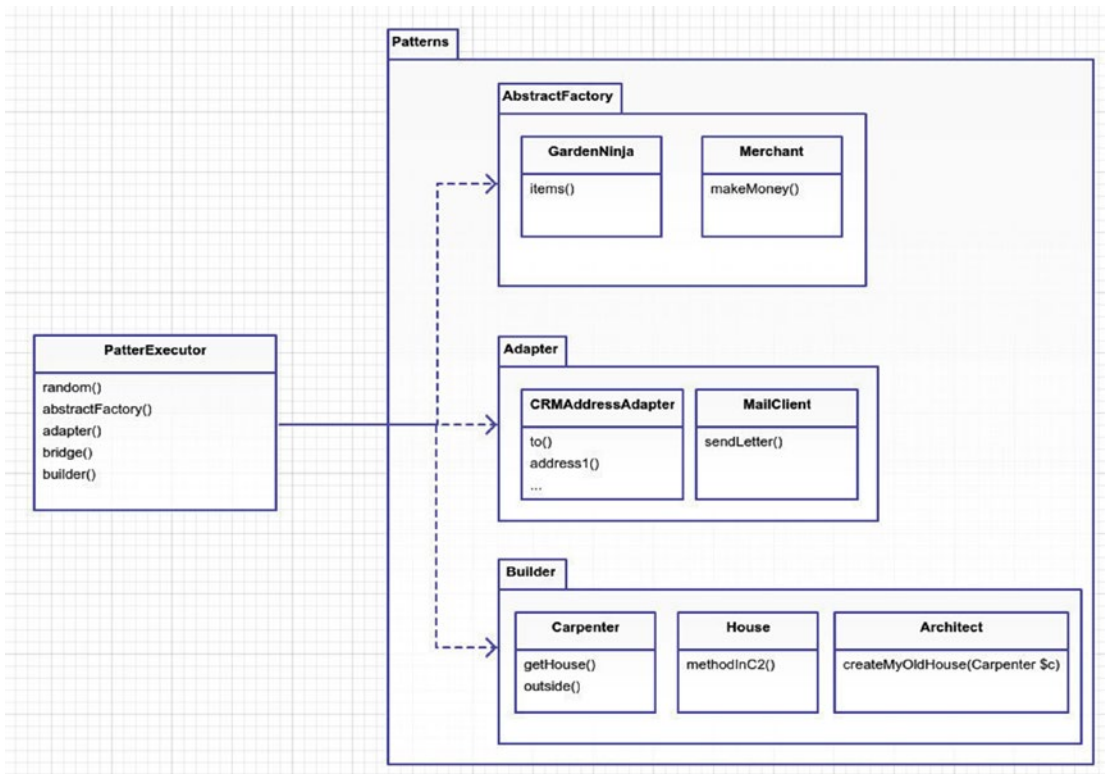 Patterns
AbstractFactory
GardenNinja
items()
Merchant
makeMoney()
PatterExecutor
random()
abstractFactory()
adapter()
bridge()
builder()
Adapter
CRMAddressAdapter
to()
address1()
...
MailClient
sendLetter()
Builder
Carpenter
getHouse()
outside()
House
methodInC2()
Architect
createMyOldHouse(Carpenter $c)